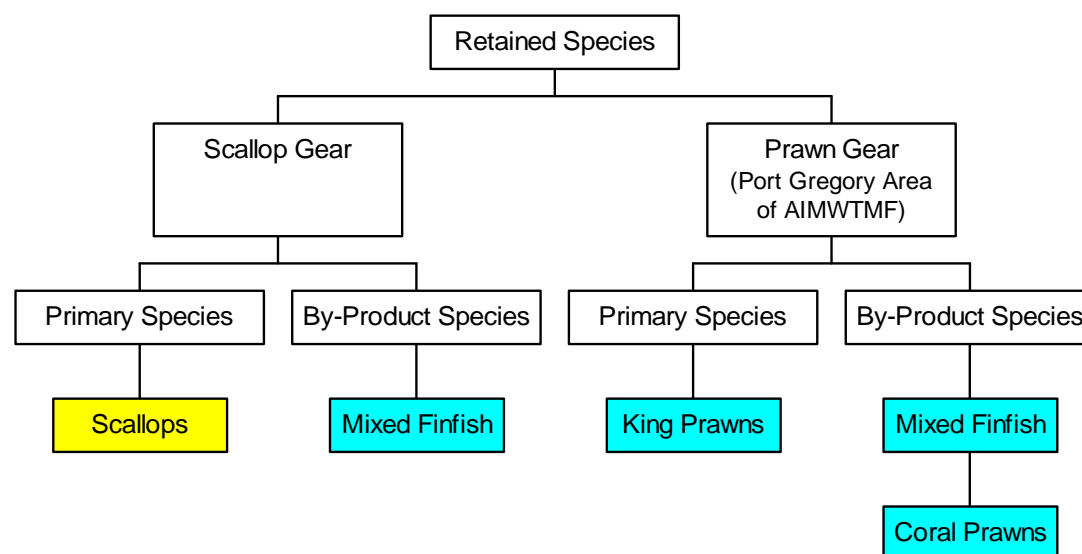 Retained Species
Scallop Gear
Prawn Gear
(Port Gregory Area
of AIMWTMF)
Primary Species
By-Product Species
Primary Species
By-Product Species
Scallops
Mixed Finfish
King Prawns
Mixed Finfish
Coral Prawns